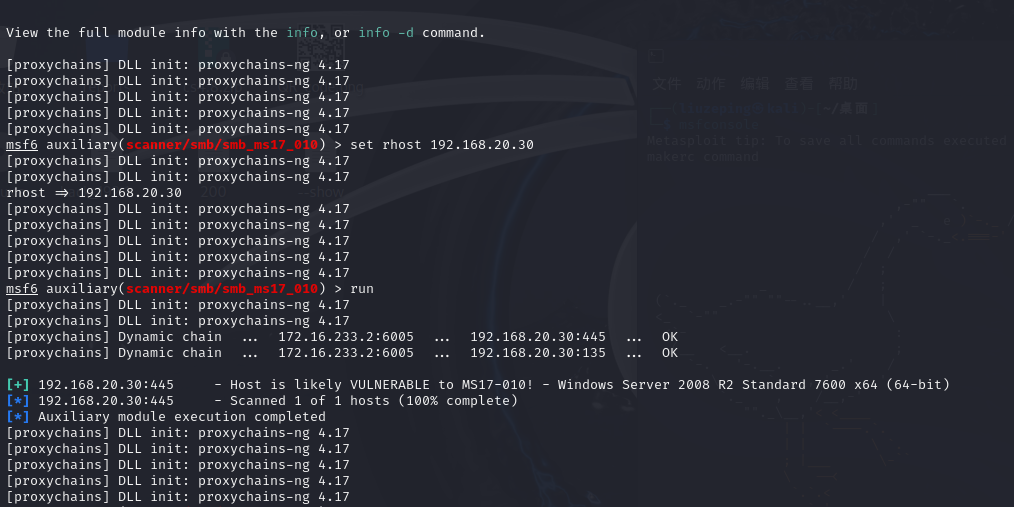 View the full module info with the info, or info -d command.
[proxychains] DLL init: proxychains-ng 4.17
[proxychains] DLL init: proxychains-ng 4.17
[proxychains] DLL init: proxychains-ng 4.17
[proxychains] DLL init: proxychains-ng 4.17
[proxychains] DLL init: proxychains-ng 4.17
msf6 auxiliary(scanner/smb/smb_ms17_010) > set rhost 192.168.20.30
[proxychains] DLL init: proxychains-ng 4.17
[proxychains] DLL init: proxychains-ng 4.17
rhost ⇒ 192.168.20.30
[proxychains] DLL init: proxychains-ng 4.17
[proxychains] DLL init: proxychains-ng 4.17
[proxychains] DLL init: proxychains-ng 4.17
[proxychains] DLL init: proxychains-ng 4.17
[proxychains] DLL init: proxychains-ng 4.17
msf6 auxiliary(scanner/smb/smb_ms17_010) > run
[proxychains] DLL init: proxychains-ng 4.17
[proxychains] DLL init: proxychains-ng 4.17
[proxychains] Dynamic chain ... 172.16.233.2:6005 ... 192.168.20.30:445 ... OK
[proxychains] Dynamic chain ... 172.16.233.2:6005 ... 192.168.20.30:135 ... OK
[+] 192.168.20.30:445 - Host is likely VULNERABLE to MS17-010! - Windows Server 2008 R2 Standard 7600 x64 (64-bit)
[*] 192.168.20.30:445 - Scanned 1 of 1 hosts (100% complete)
[*] Auxiliary module execution completed
[proxychains] DLL init: proxychains-ng 4.17
[proxychains] DLL init: proxychains-ng 4.17
[proxychains] DLL init: proxychains-ng 4.17
[proxychains] DLL init: proxychains-ng 4.17
[proxychains] DLL init: proxychains-ng 4.17
文件 动作 编辑 查看 帮助
~/桌面
Metasploit tip: To save all commands executed
makerc command
200
--show